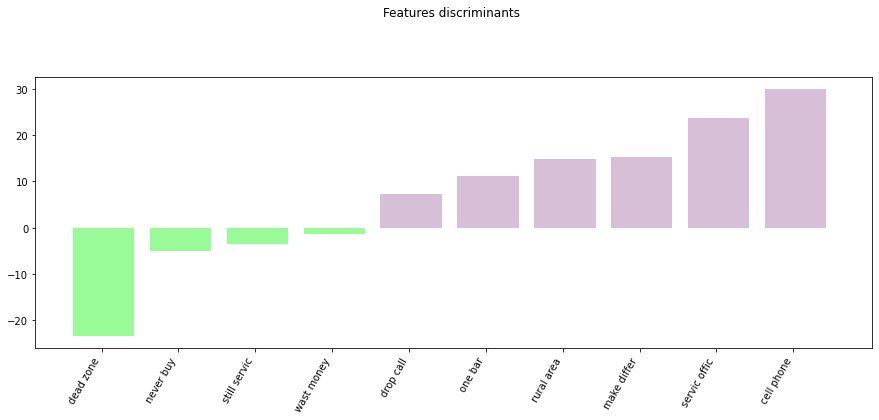 Features discriminants
30
20
10
0
−10
−20
dead zone
never buy
still servic
wast money
drop call
one bar
rural area
make differ
servic offic
cell phone